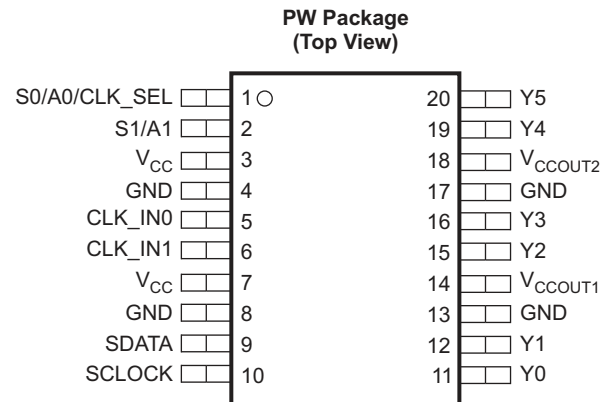 PW Package
(Top View)
S0/A0/CLK_SEL 1 20 Y5
S1/A1 2 19 Y4
VCC 3 18 VCCOUT2
GND 4 17 GND
CLK_IN0 5 16 Y3
CLK_IN1 6 15 Y2
VCC 7 14 VCCOUT1
GND 8 13 GND
SDATA 9 12 Y1
SCLOCK 10 11 Y0